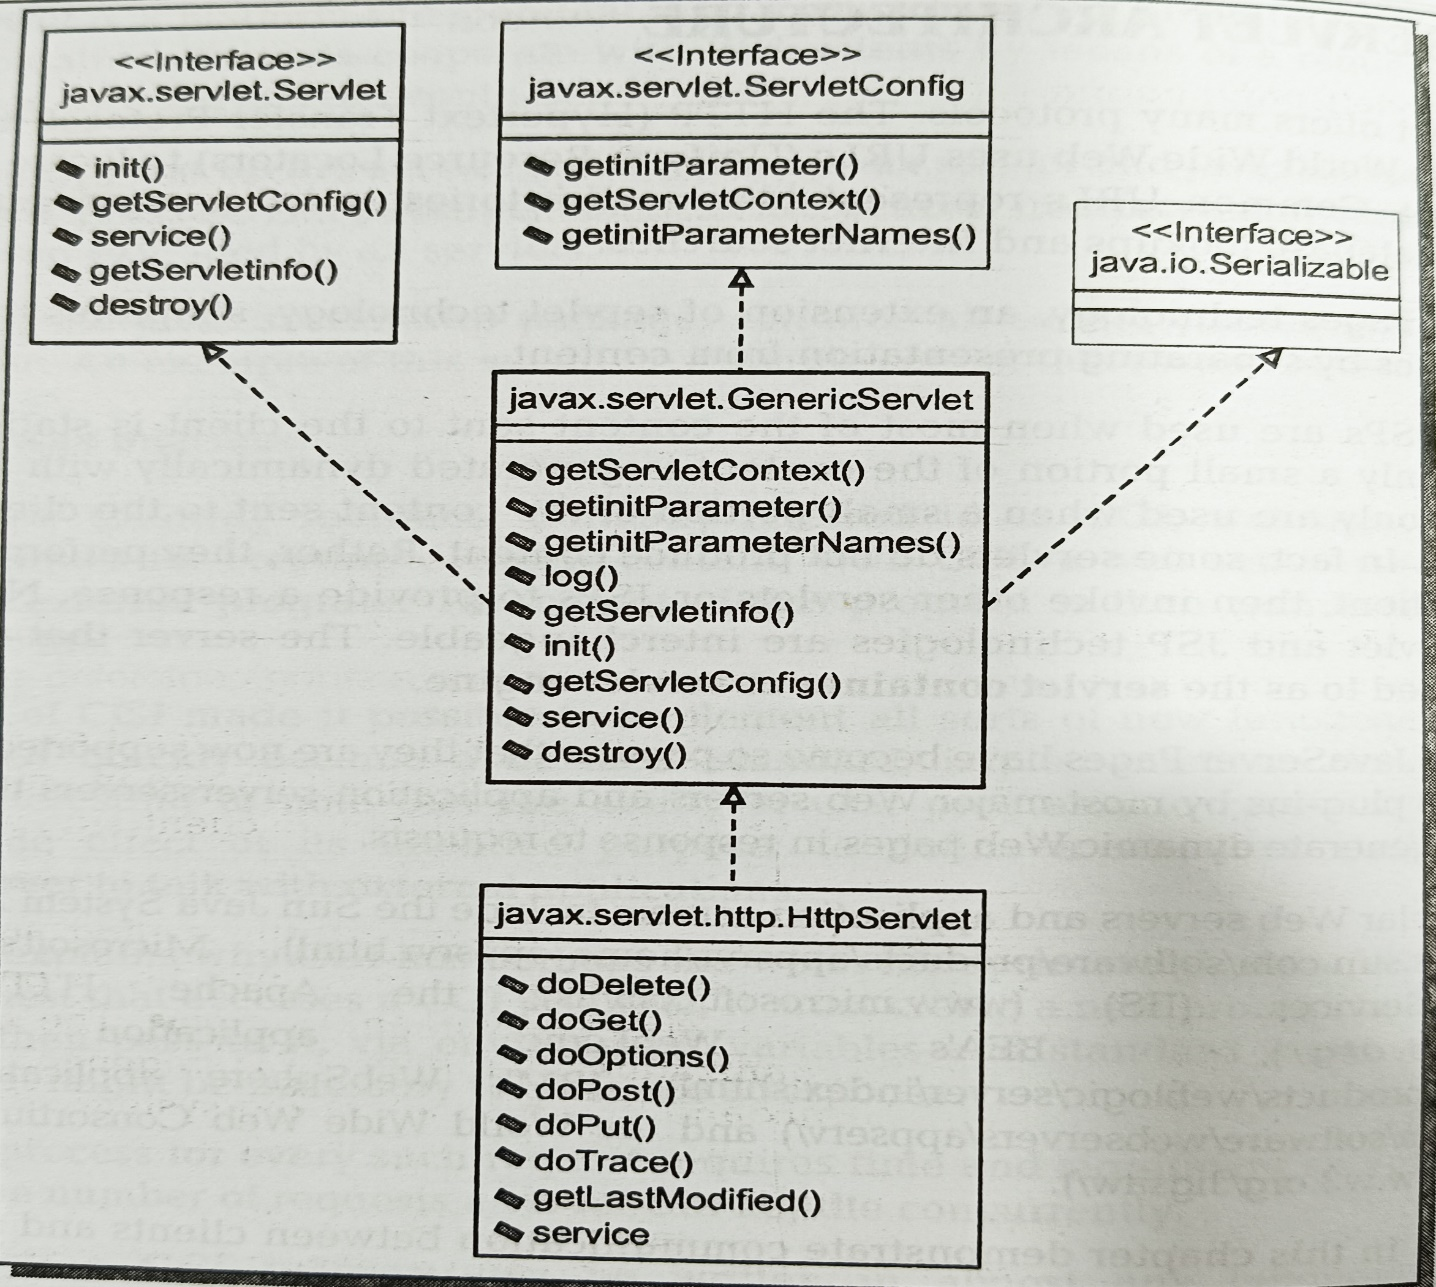 <<Interface>>
javax.servlet.Servlet
init()
getServletConfig()
service()
getServletinfo()
destroy()
<<Interface>>
javax.servlet.ServletConfig
getinitParameter()
getServletContext()
getinitParameterNames()
<<Interface>>
java.io.Serializable
javax.servlet.GenericServlet
getServletContext()
getinitParameter()
getinitParameterNames()
log()
getServletinfo()
init()
getServletConfig()
service()
destroy()
javax.servlet.http.HttpServlet
doDelete()
doGet()
doOptions()
doPost()
doPut()
doTrace()
getLastModified()
service